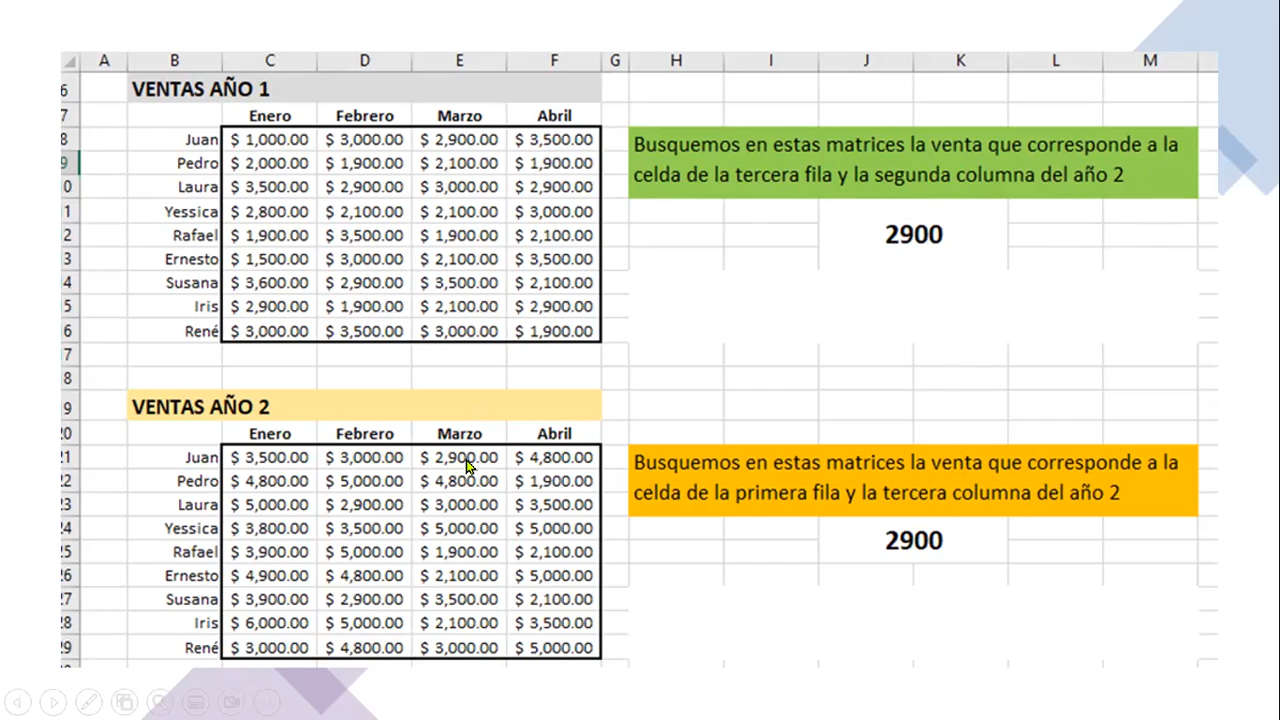 A B C D E F G H I J K L M
6 VENTAS AÑO 1
7 Enero Febrero Marzo Abril
8 Juan $ 1,000.00 $ 3,000.00 $ 2,900.00 $ 3,500.00
9 Pedro $ 2,000.00 $ 1,900.00 $ 2,100.00 $ 1,900.00
0 Laura $ 3,500.00 $ 2,900.00 $ 3,000.00 $ 2,900.00
1 Yessica $ 2,800.00 $ 2,100.00 $ 2,100.00 $ 3,000.00
2 Rafael $ 1,900.00 $ 3,500.00 $ 1,900.00 $ 2,100.00
3 Ernesto $ 1,500.00 $ 3,000.00 $ 2,100.00 $ 3,500.00
4 Susana $ 3,600.00 $ 2,900.00 $ 3,500.00 $ 2,100.00
5 Iris $ 2,900.00 $ 1,900.00 $ 2,100.00 $ 2,900.00
6 René $ 3,000.00 $ 3,500.00 $ 3,000.00 $ 1,900.00
7
8
Busquemos en estas matrices la venta que corresponde a la
celda de la tercera fila y la segunda columna del año 2
2900
9 VENTAS AÑO 2
20 Enero Febrero Marzo Abril
21 Juan $ 3,500.00 $ 3,000.00 $ 2,900.00 $ 4,800.00
22 Pedro $ 4,800.00 $ 5,000.00 $ 4,800.00 $ 1,900.00
23 Laura $ 5,000.00 $ 2,900.00 $ 3,000.00 $ 3,500.00
24 Yessica $ 3,800.00 $ 3,500.00 $ 5,000.00 $ 5,000.00
25 Rafael $ 3,900.00 $ 5,000.00 $ 1,900.00 $ 2,100.00
26 Ernesto $ 4,900.00 $ 4,800.00 $ 2,100.00 $ 5,000.00
27 Susana $ 3,900.00 $ 2,900.00 $ 3,500.00 $ 2,100.00
28 Iris $ 6,000.00 $ 5,000.00 $ 2,100.00 $ 3,500.00
29 René $ 3,000.00 $ 4,800.00 $ 3,000.00 $ 5,000.00
Busquemos en estas matrices la venta que corresponde a la
celda de la primera fila y la tercera columna del año 2
2900